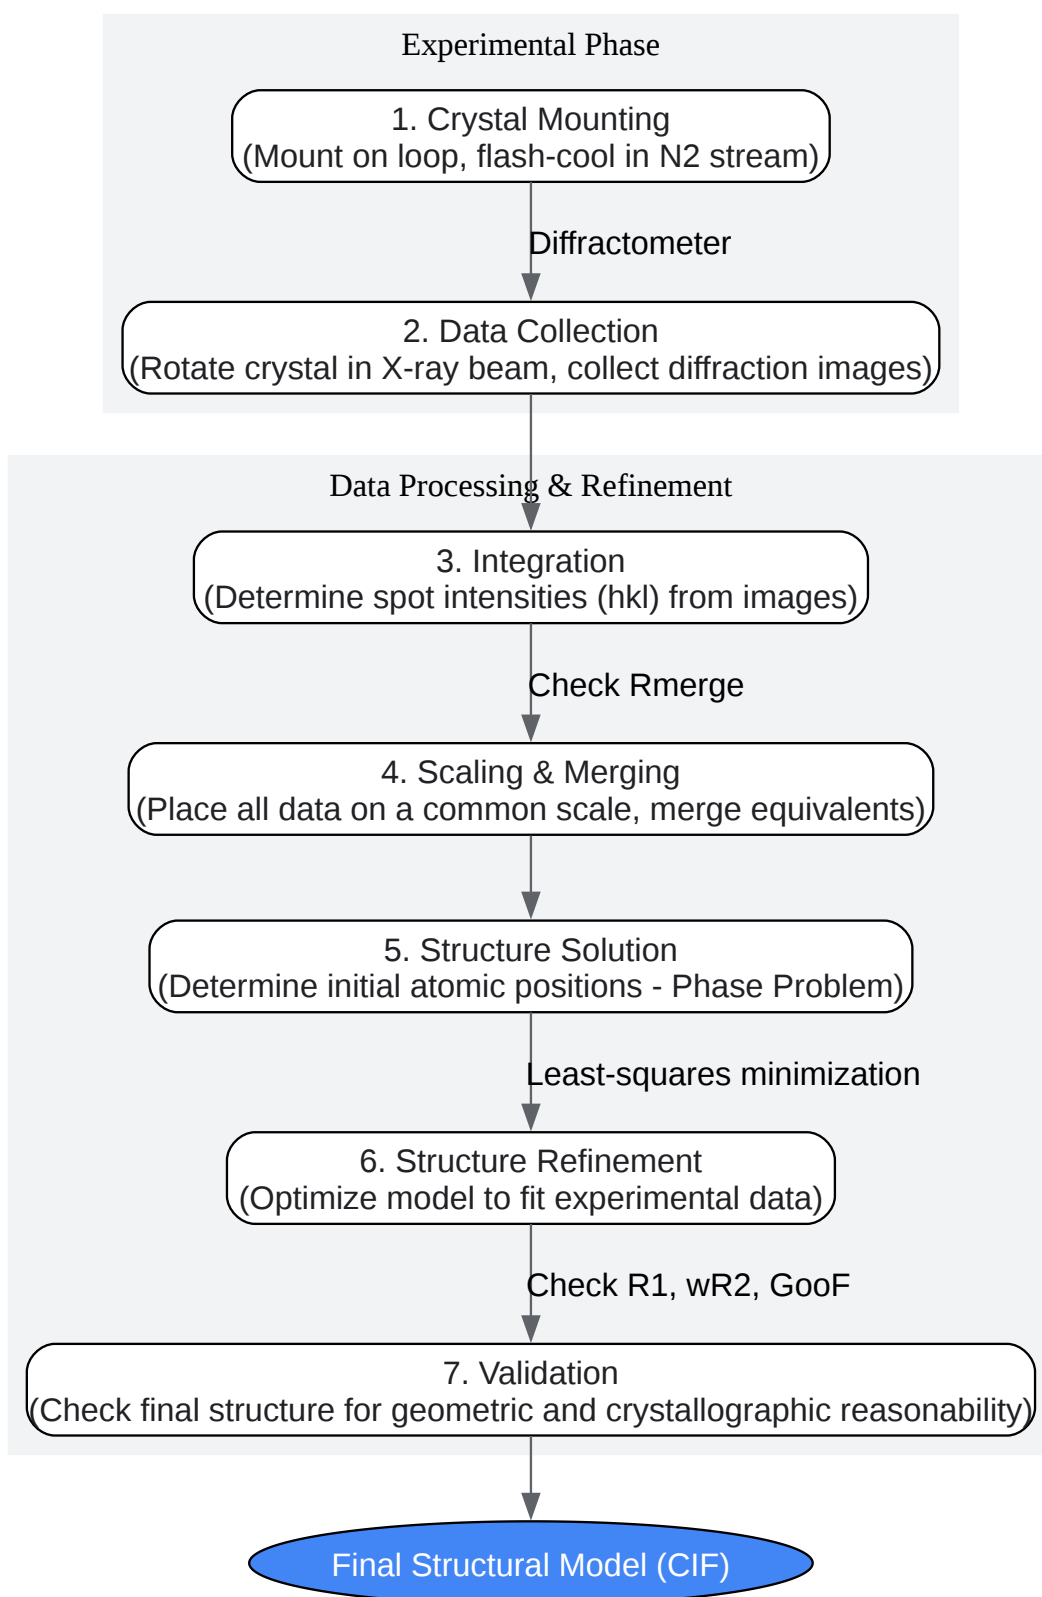 Experimental Phase
1. Crystal Mounting
(Mount on loop, flash-cool in N2 stream)
Diffractometer
2. Data Collection
(Rotate crystal in X-ray beam, collect diffraction images)
Data Processing & Refinement
3. Integration
(Determine spot intensities (hkl) from images)
Check Rmerge
4. Scaling & Merging
(Place all data on a common scale, merge equivalents)
5. Structure Solution
(Determine initial atomic positions - Phase Problem)
Least-squares minimization
6. Structure Refinement
(Optimize model to fit experimental data)
Check R1, wR2, GooF
7. Validation
(Check final structure for geometric and crystallographic reasonability)
Final Structural Model (CIF)